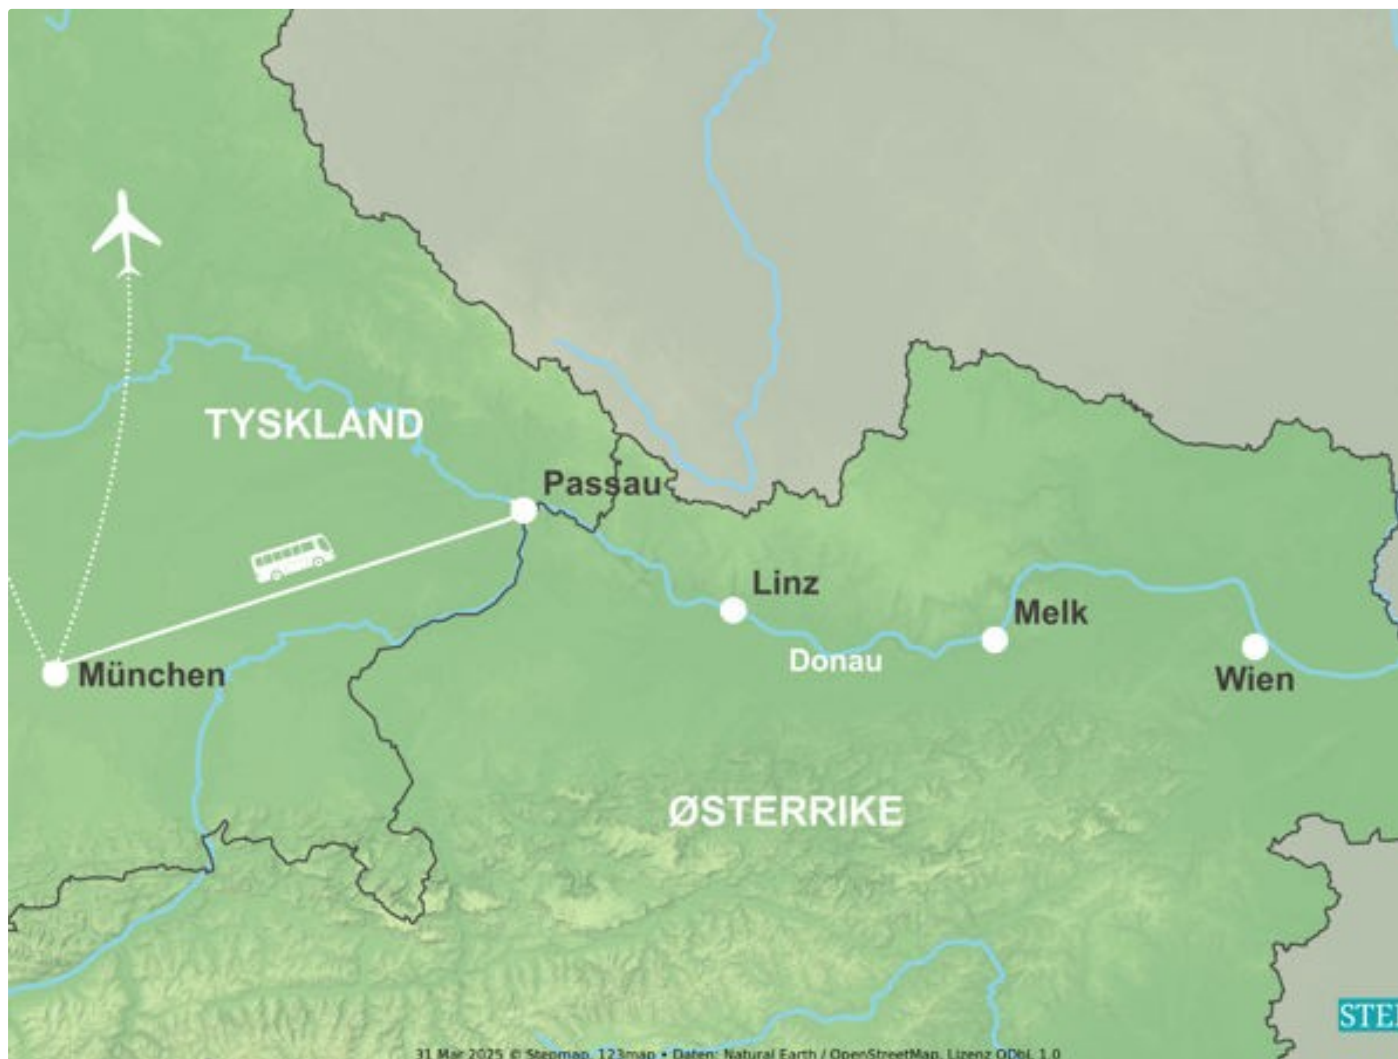 TYSKLAND
Passau
Linz
Melk
Donau
München
Wien
ØSTERRIKE
STE
31 Mar 2025 © Stepmap, 123map • Daten: Natural Earth / OpenStreetMap, Lizenz ODbL 1.0